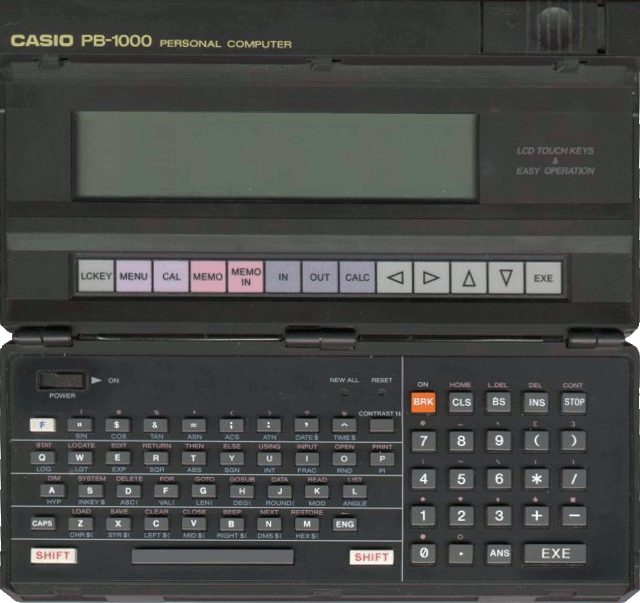 CASIO PB-1000 PERSONAL COMPUTER
LCD TOUCH KEYS
&
EASY OPERATION
LCKEY MENU CAL MEMO MEMO IN IN OUT CALC ◁ ▷ △ ▽ EXE
ON
POWER
NEW ALL RESET
CONTRAST
F " $ % = ; : , ^
SIN COS TAN ASN ACS ATN DATE$ TIME$
STAT LOCATE EDIT RETURN THEN ELSE USING INPUT OPEN PRINT
Q W E R T Y U I O P
LOG LGT EXP SQR ABS SGN INT FRAC RND PI
DIM SYSTEM DELETE FOR GOTO GOSUB DATA READ LIST
A S D F G H J K L
HYP INKEY$ ASC( VAL( LEN( DEG( ROUND( MOD ANGLE
LOAD SAVE CLEAR CLOSE BEEP NEXT RESTORE
CAPS Z X C V B N M ENG
CHR$( STR$( LEFT$( MID$( RIGHT$( DMS$( HEX$(
SHIFT SHIFT
ON HOME L.DEL DEL CONT
BRK CLS BS INS STOP
7 8 9 ( )
4 5 6 * /
1 2 3 + −
0 . ANS EXE